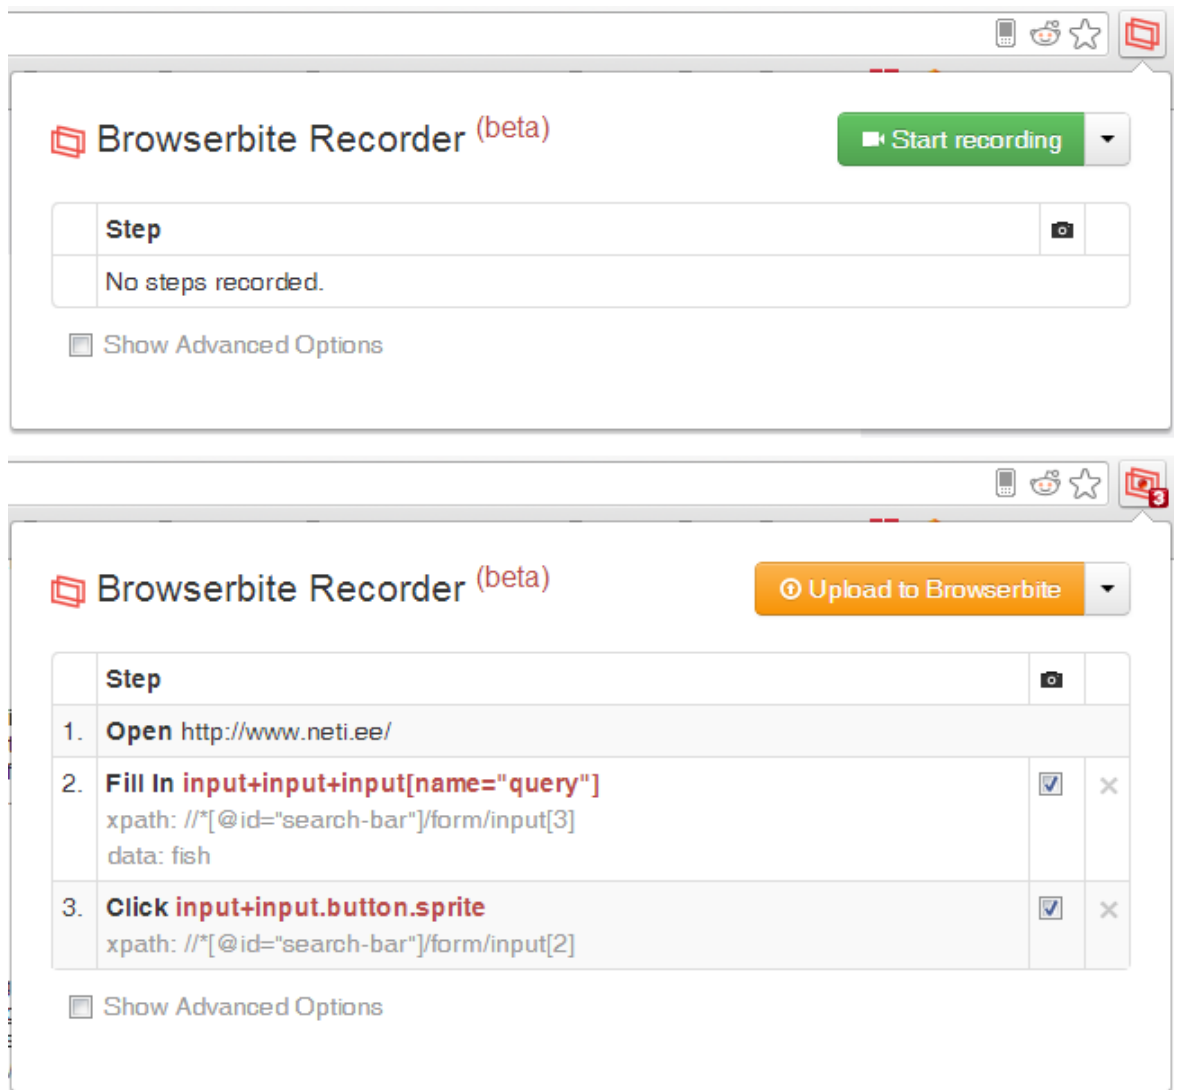 Browserbite Recorder (beta)
Start recording
Step
No steps recorded.
Show Advanced Options
3
Browserbite Recorder (beta)
Upload to Browserbite
Step
1. Open http://www.neti.ee/
2. Fill In input+input+input[name="query"]
xpath: //*[@id="search-bar"]/form/input[3]
data: fish
3. Click input+input.button.sprite
xpath: //*[@id="search-bar"]/form/input[2]
Show Advanced Options